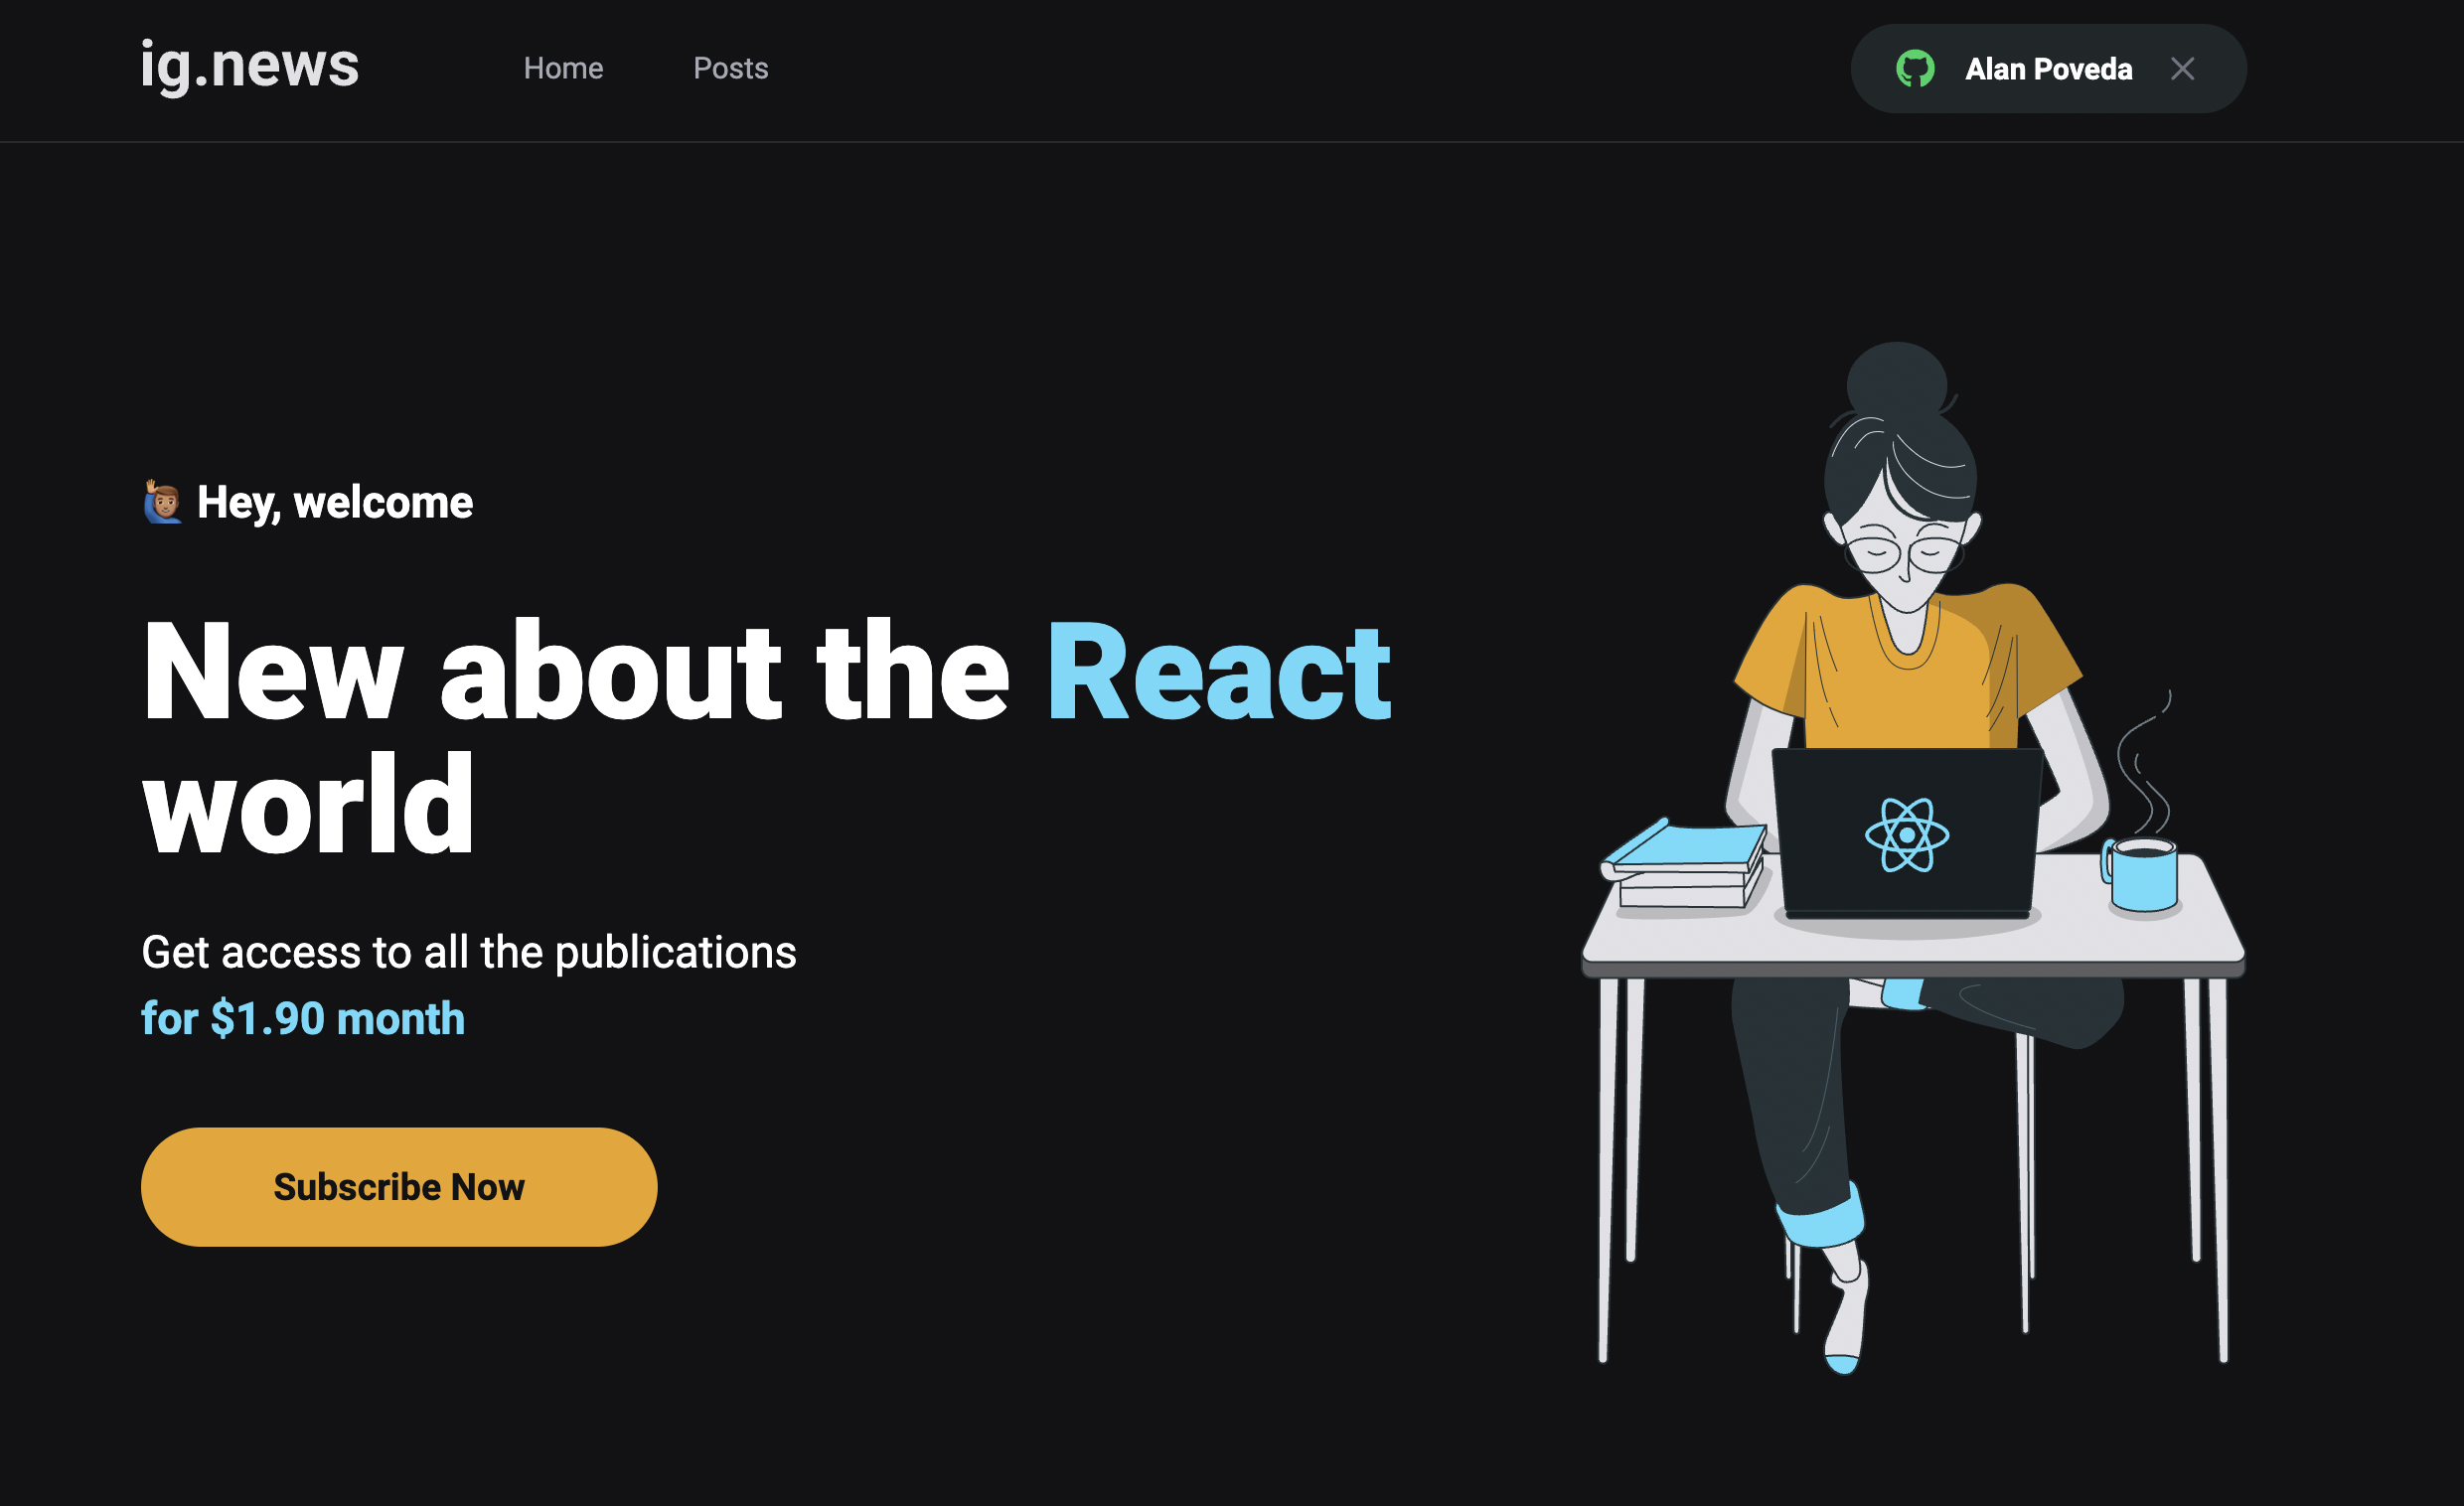 ig.news
Home
Posts
Alan Poveda
🙋🏽‍♂️ Hey, welcome
New about the React
world
Get access to all the publications
for $1.90 month
Subscribe Now